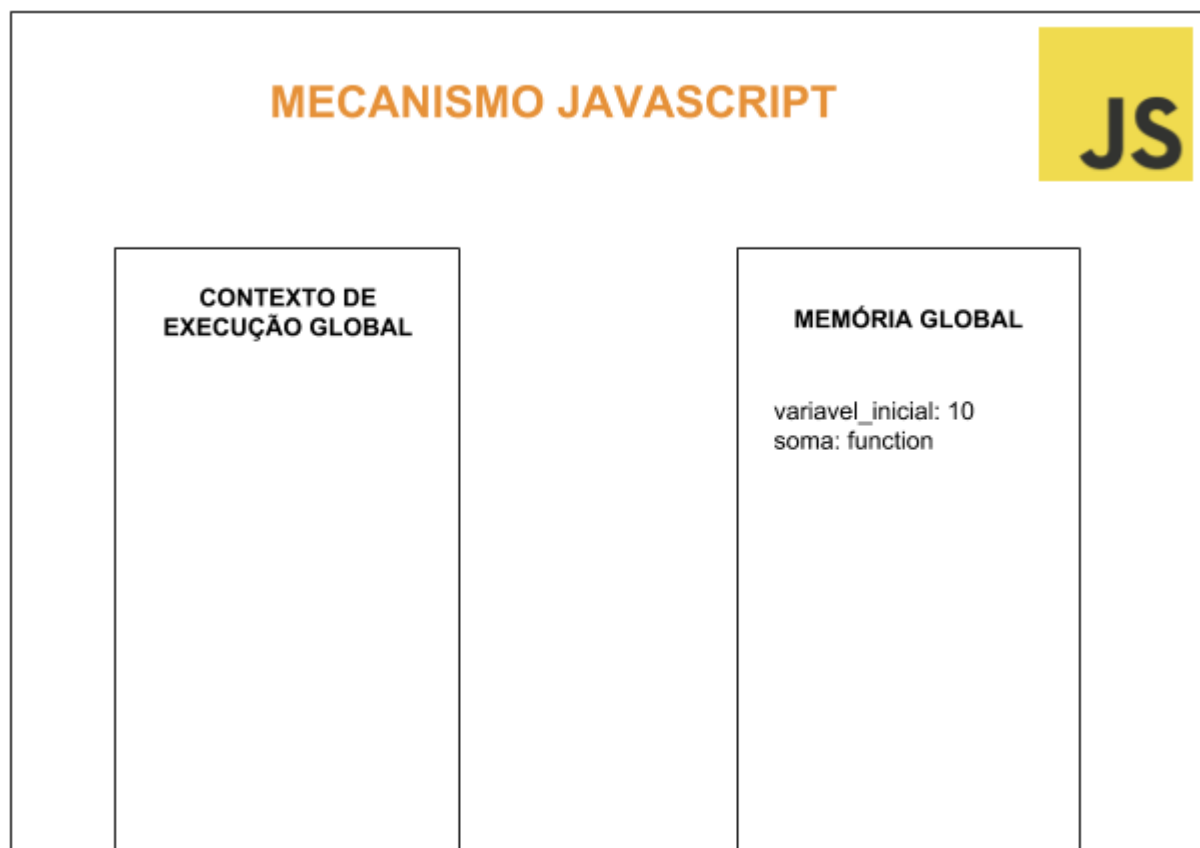 MECANISMO JAVASCRIPT
JS
CONTEXTO DE
EXECUÇÃO GLOBAL
MEMÓRIA GLOBAL
variavel_inicial: 10
soma: function